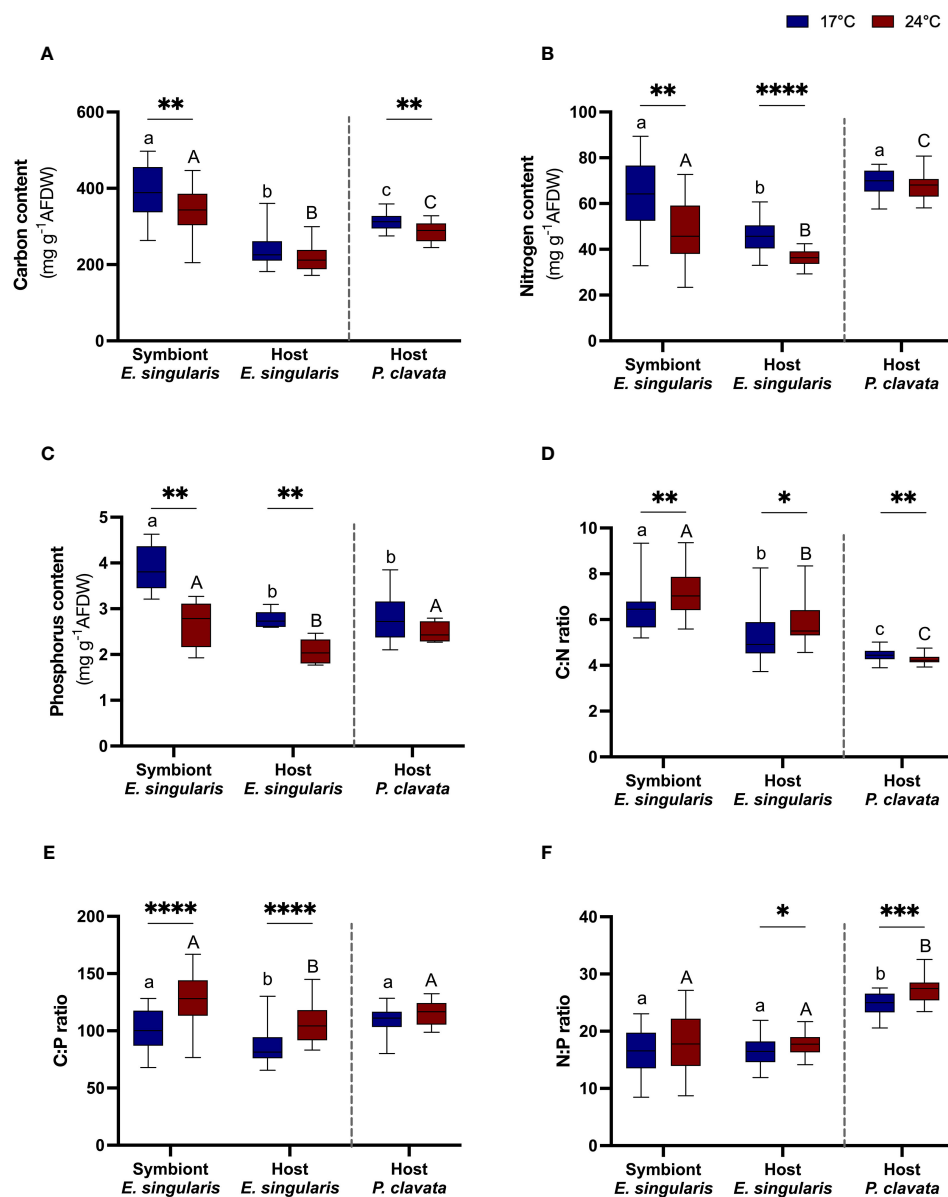 17°C 24°C
A
**
**
a
A
b
B
c
C
600
400
200
0
Carbon content
(mg g⁻¹AFDW)
Symbiont Host Host
E. singularis E. singularis P. clavata
B
**
****
a
A
b
B
a
C
100
80
60
40
20
0
Nitrogen content
(mg g⁻¹AFDW)
Symbiont Host Host
E. singularis E. singularis P. clavata
C
**
**
a
A
b
B
b
A
5
4
3
2
1
0
Phosphorus content
(mg g⁻¹AFDW)
Symbiont Host Host
E. singularis E. singularis P. clavata
D
**
*
**
a
A
b
B
c
C
10
8
6
4
2
0
C:N ratio
Symbiont Host Host
E. singularis E. singularis P. clavata
E
****
****
a
A
b
B
a
A
200
150
100
50
0
C:P ratio
Symbiont Host Host
E. singularis E. singularis P. clavata
F
*
***
a
A
a
A
b
B
40
30
20
10
0
N:P ratio
Symbiont Host Host
E. singularis E. singularis P. clavata